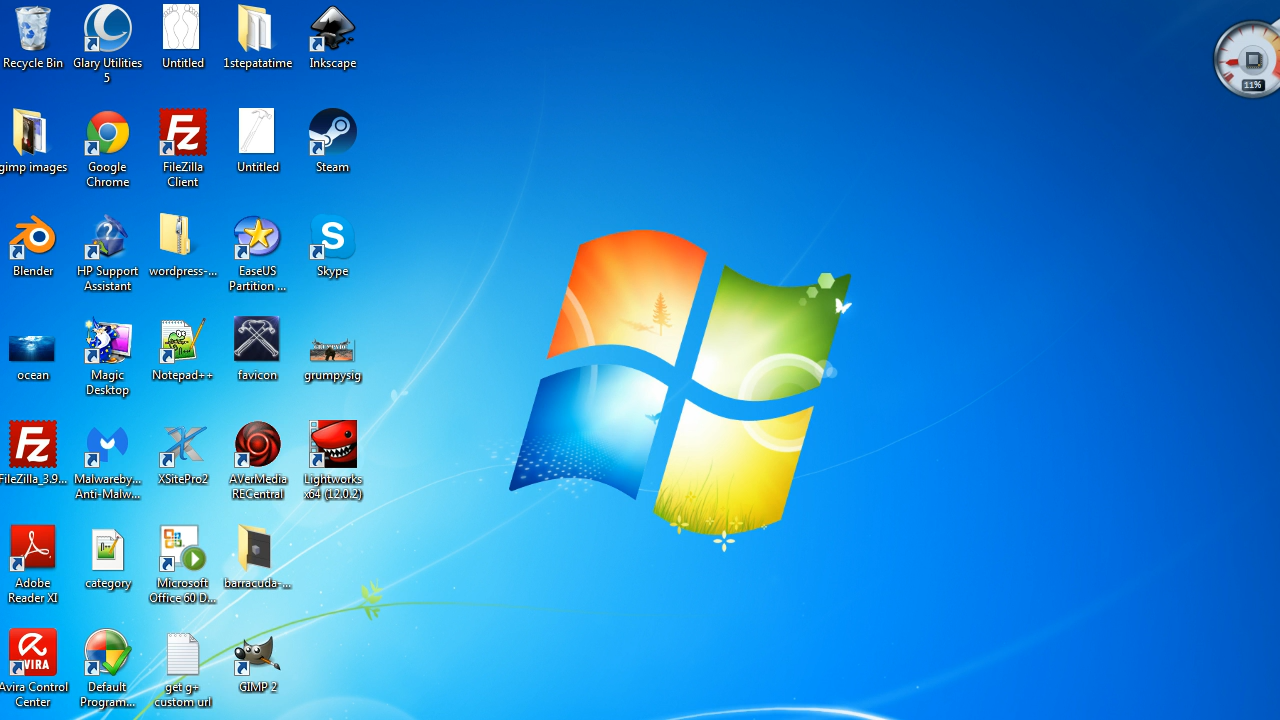 Recycle Bin
Glary Utilities
5
Untitled
1stepatatime
Inkscape
11%
gimp images
Google
Chrome
FileZilla
Client
Untitled
Steam
Blender
HP Support
Assistant
wordpress-...
EaseUS
Partition ...
Skype
ocean
Magic
Desktop
Notepad++
favicon
grumpysig
FileZilla_3.9...
Malwareby...
Anti-Malw...
XSitePro2
AVerMedia
RECentral
Lightworks
x64 (12.0.2)
Adobe
Reader XI
category
Microsoft
Office 60 D...
barracuda-...
Avira Control
Center
Default
Program...
get g+
custom url
GIMP 2